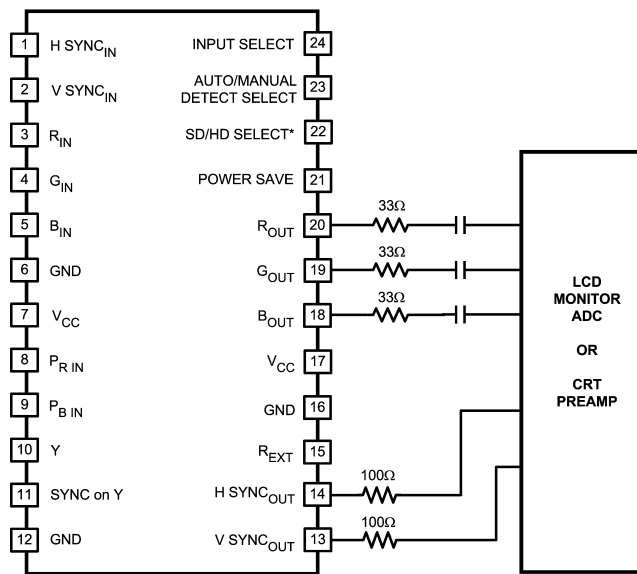 1 H SYNCIN
2 V SYNCIN
3 RIN
4 GIN
5 BIN
6 GND
7 VCC
8 PR IN
9 PB IN
10 Y
11 SYNC on Y
12 GND
INPUT SELECT 24
AUTO/MANUAL
DETECT SELECT 23
SD/HD SELECT* 22
POWER SAVE 21
ROUT 20
GOUT 19
BOUT 18
VCC 17
GND 16
REXT 15
H SYNCOUT 14
V SYNCOUT 13
33Ω
33Ω
33Ω
100Ω
100Ω
LCD
MONITOR
ADC
OR
CRT
PREAMP